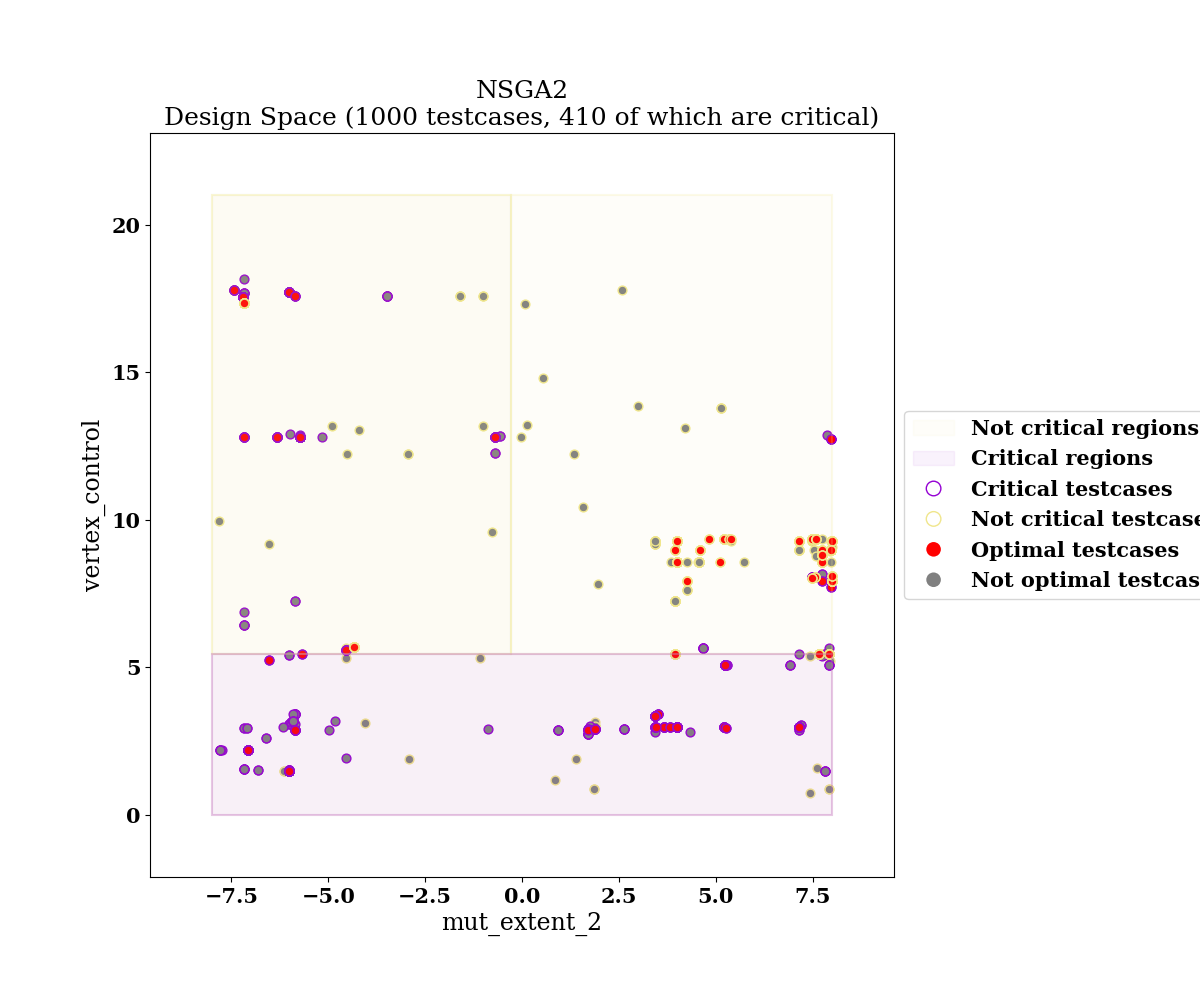 NSGA2
Design Space (1000 testcases, 410 of which are critical)
vertex_control
20
15
10
5
0
−7.5
−5.0
−2.5
0.0
2.5
5.0
7.5
mut_extent_2
Not critical regions
Critical regions
Critical testcases
Not critical testcase
Optimal testcases
Not optimal testcas